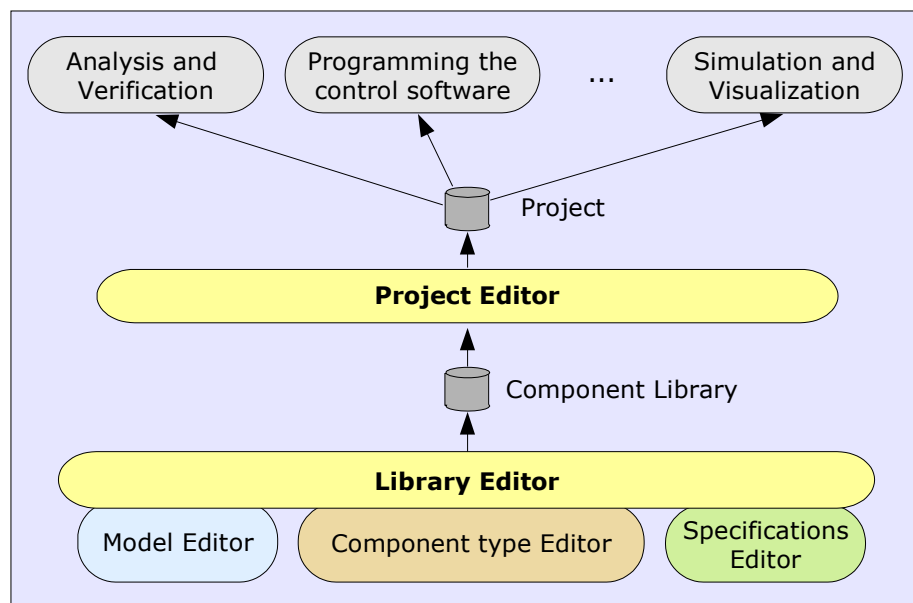 Analysis and
Verification
Programming the
control software
...
Simulation and
Visualization
Project
Project Editor
Component Library
Library Editor
Model Editor
Component type Editor
Specifications
Editor